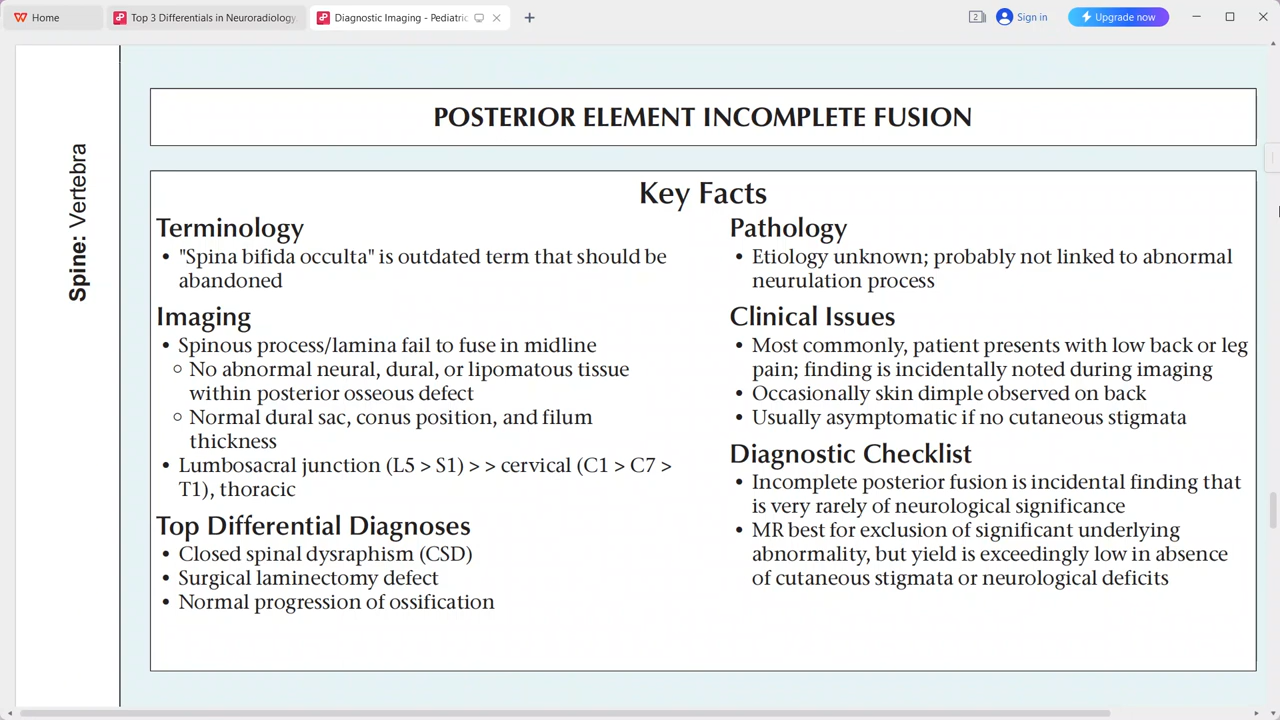 Home
Top 3 Differentials in Neuroradiology.
Diagnostic Imaging - Pediatric
2
Sign in
Upgrade now
Spine: Vertebra
POSTERIOR ELEMENT INCOMPLETE FUSION
Key Facts
Terminology
• "Spina bifida occulta" is outdated term that should be
abandoned
Imaging
• Spinous process/lamina fail to fuse in midline
○ No abnormal neural, dural, or lipomatous tissue
within posterior osseous defect
○ Normal dural sac, conus position, and filum
thickness
• Lumbosacral junction (L5 > S1) > > cervical (C1 > C7 >
T1), thoracic
Top Differential Diagnoses
• Closed spinal dysraphism (CSD)
• Surgical laminectomy defect
• Normal progression of ossification
Pathology
• Etiology unknown; probably not linked to abnormal
neurulation process
Clinical Issues
• Most commonly, patient presents with low back or leg
pain; finding is incidentally noted during imaging
• Occasionally skin dimple observed on back
• Usually asymptomatic if no cutaneous stigmata
Diagnostic Checklist
• Incomplete posterior fusion is incidental finding that
is very rarely of neurological significance
• MR best for exclusion of significant underlying
abnormality, but yield is exceedingly low in absence
of cutaneous stigmata or neurological deficits